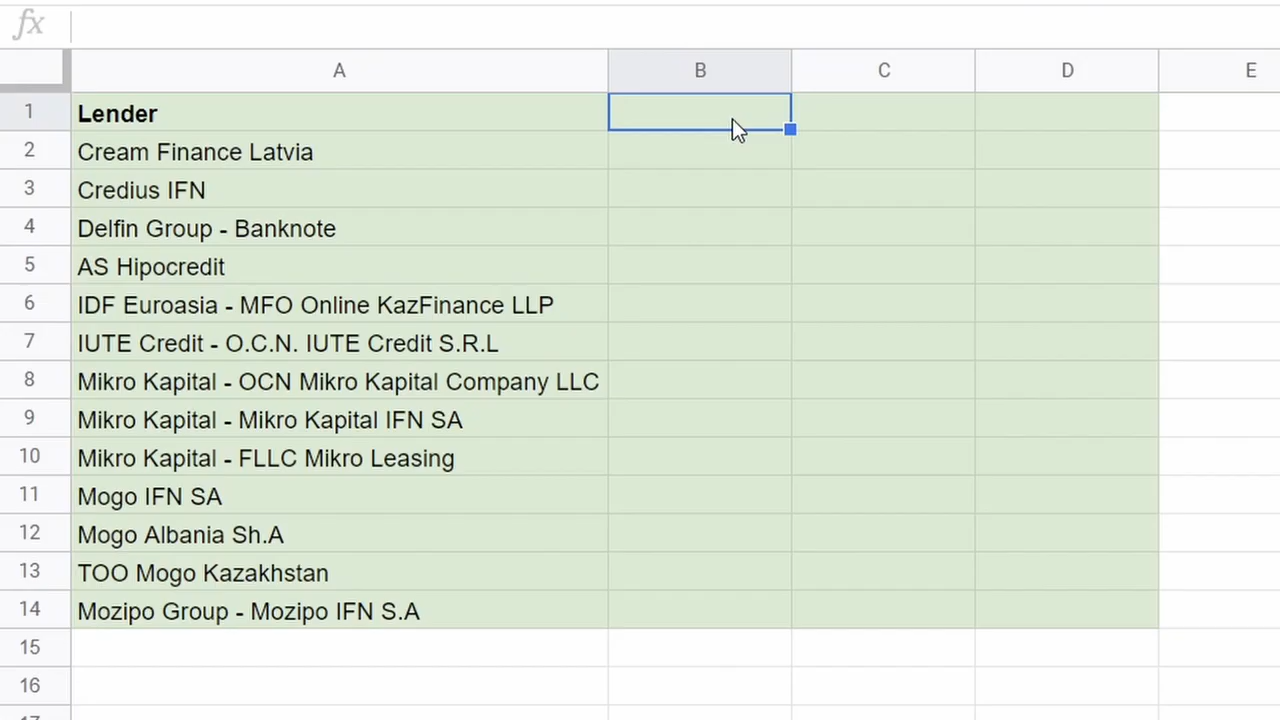 fx
A B C D E
1 Lender
2 Cream Finance Latvia
3 Credius IFN
4 Delfin Group - Banknote
5 AS Hipocredit
6 IDF Euroasia - MFO Online KazFinance LLP
7 IUTE Credit - O.C.N. IUTE Credit S.R.L
8 Mikro Kapital - OCN Mikro Kapital Company LLC
9 Mikro Kapital - Mikro Kapital IFN SA
10 Mikro Kapital - FLLC Mikro Leasing
11 Mogo IFN SA
12 Mogo Albania Sh.A
13 TOO Mogo Kazakhstan
14 Mozipo Group - Mozipo IFN S.A
15
16